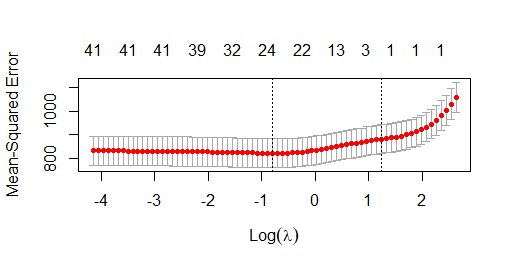 41 41 41 39 32 24 22 13 3 1 1 1
Mean-Squared Error
1000
800
-4 -3 -2 -1 0 1 2
Log(λ)